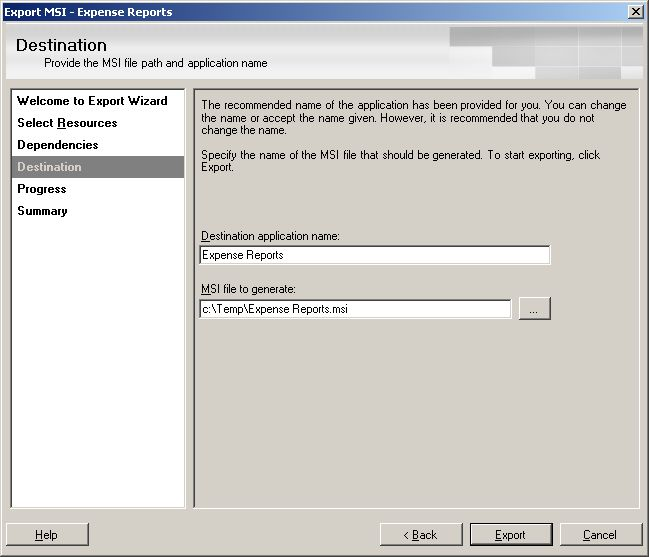 Export MSI - Expense Reports
Destination
Provide the MSI file path and application name
Welcome to Export Wizard
Select Resources
Dependencies
Destination
Progress
Summary
The recommended name of the application has been provided for you. You can change
the name or accept the name given. However, it is recommended that you do not
change the name.
Specify the name of the MSI file that should be generated. To start exporting, click
Export.
Destination application name:
Expense Reports
MSI file to generate:
c:\Temp\Expense Reports.msi
...
Help
< Back
Export
Cancel